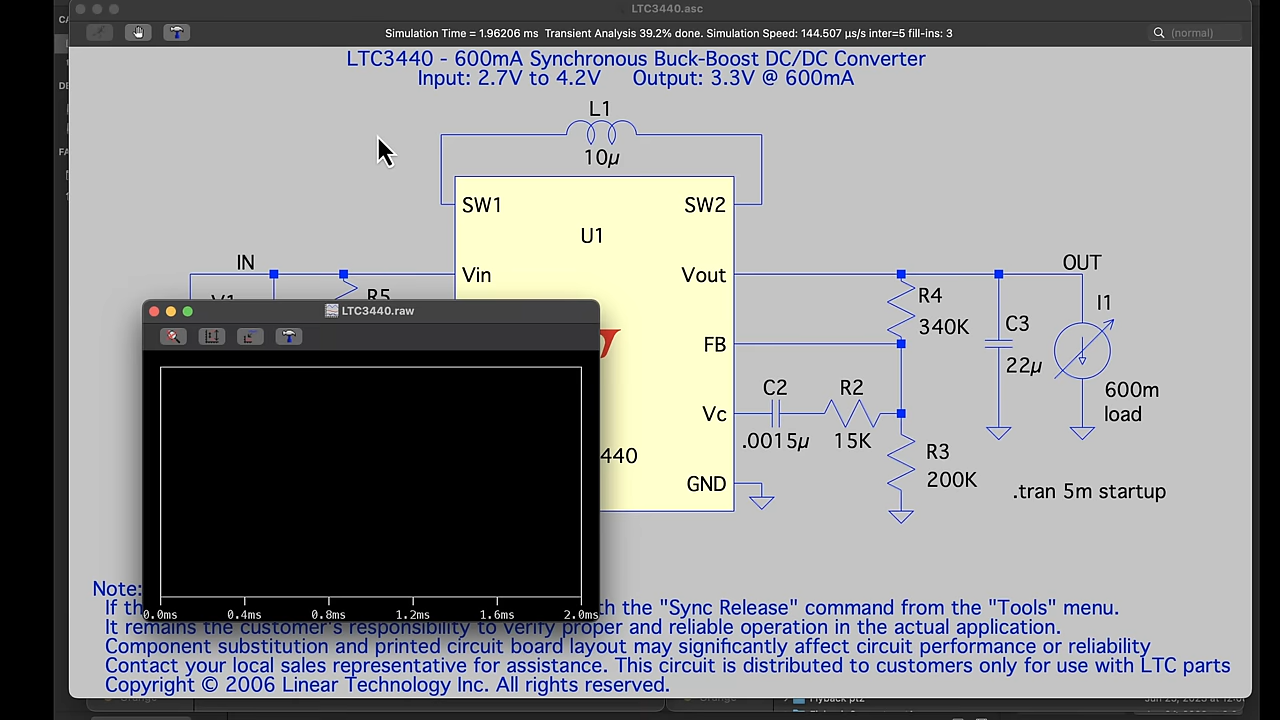 LTC3440.asc
Simulation Time = 1.96206 ms Transient Analysis 39.2% done. Simulation Speed: 144.507 µs/s inter=5 fill-ins: 3
(normal)
LTC3440 - 600mA Synchronous Buck-Boost DC/DC Converter
Input: 2.7V to 4.2V Output: 3.3V @ 600mA
L1
10µ
SW1
SW2
U1
IN
OUT
Vin
Vout
R5
R4
340K
I1
C3
22µ
600m
load
FB
C2
R2
Vc
.0015µ
15K
R3
200K
440
GND
.tran 5m startup
LTC3440.raw
0.0ms 0.4ms 0.8ms 1.2ms 1.6ms 2.0ms
Note:
If th
th the "Sync Release" command from the "Tools" menu.
It remains the customer's responsibility to verify proper and reliable operation in the actual application.
Component substitution and printed circuit board layout may significantly affect circuit performance or reliability
Contact your local sales representative for assistance. This circuit is distributed to customers only for use with LTC parts
Copyright © 2006 Linear Technology Inc. All rights reserved.